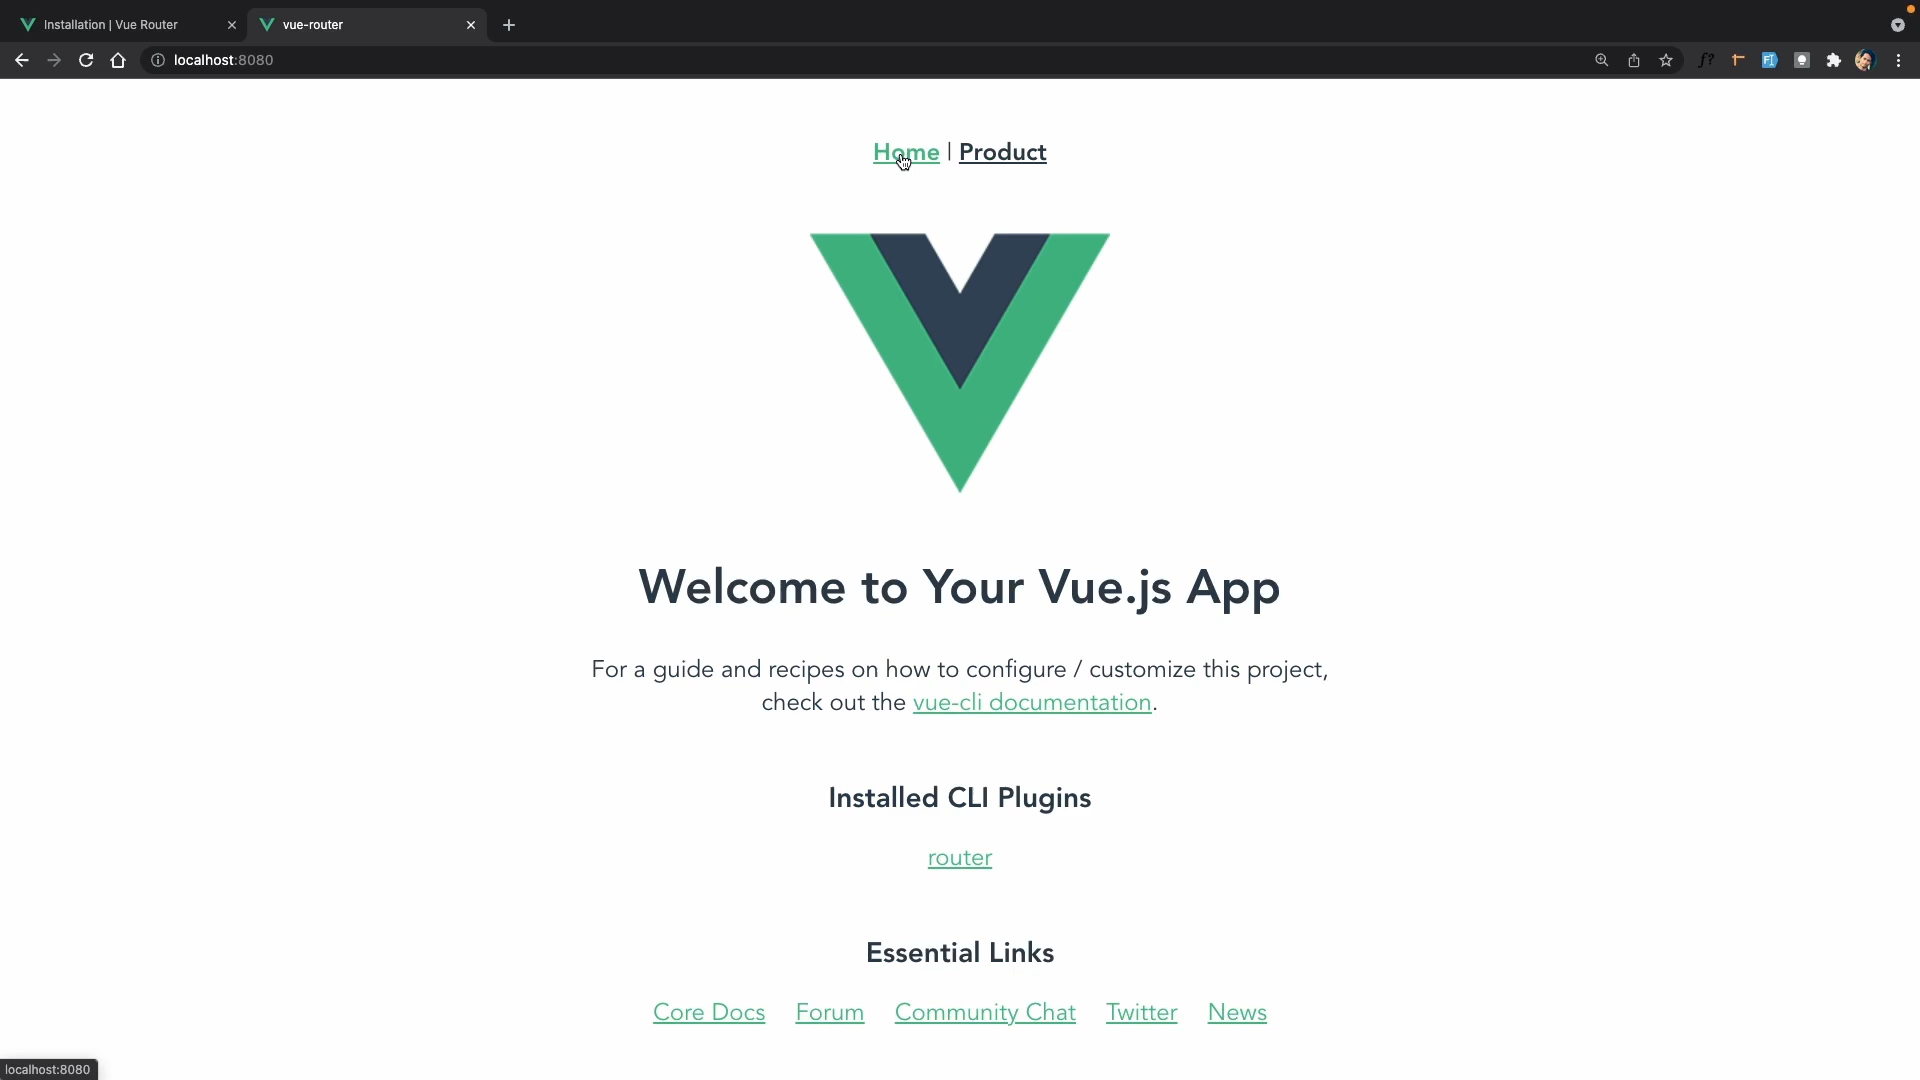 Installation | Vue Router
vue-router
localhost:8080
Home | Product
Welcome to Your Vue.js App
For a guide and recipes on how to configure / customize this project,
check out the vue-cli documentation.
Installed CLI Plugins
router
Essential Links
Core Docs Forum Community Chat Twitter News
localhost:8080